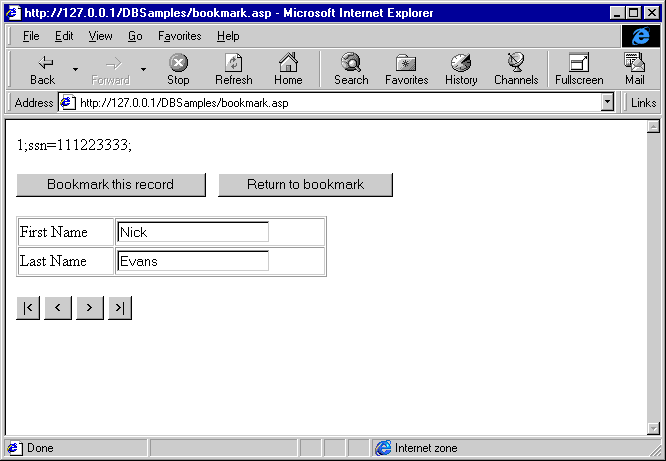 http://127.0.0.1/DBSamples/bookmark.asp - Microsoft Internet Explorer
File Edit View Go Favorites Help
Back Forward Stop Refresh Home Search Favorites History Channels Fullscreen Mail
Address http://127.0.0.1/DBSamples/bookmark.asp Links
1;ssn=111223333;
Bookmark this record Return to bookmark
First Name Nick
Last Name Evans
|< < > >|
Done Internet zone